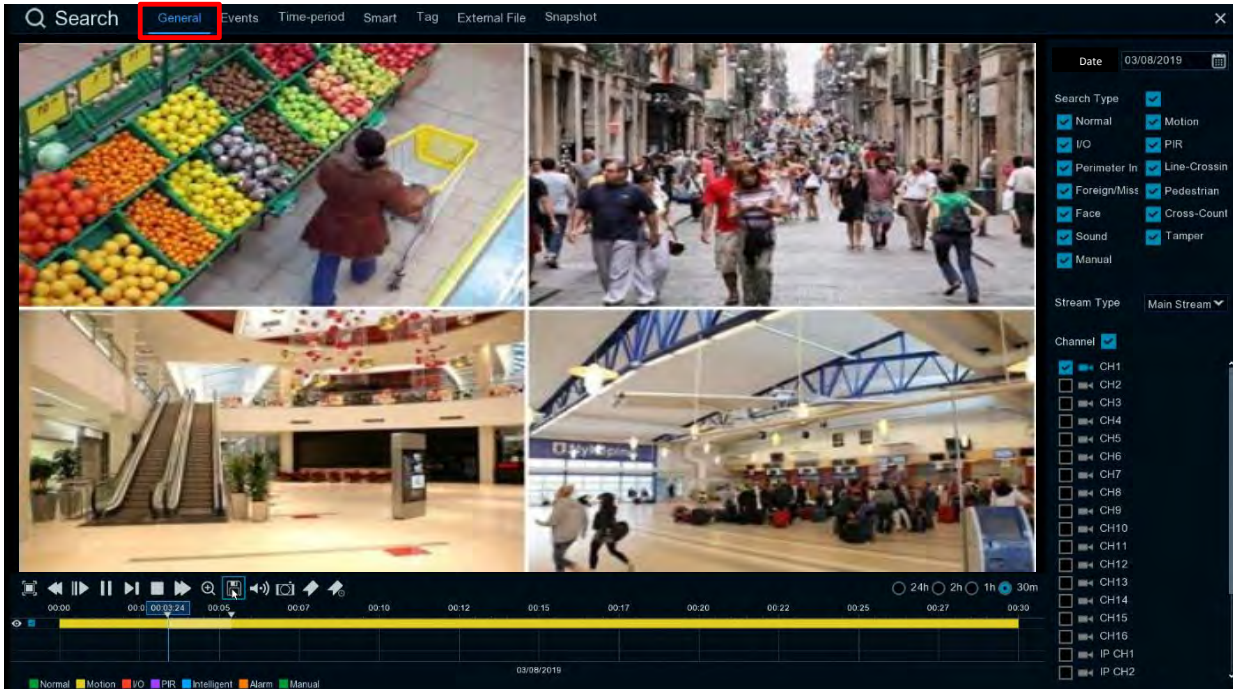 Search General Events Time-period Smart Tag External File Snapshot
Date 03/08/2019
Search Type
Normal Motion
I/O PIR
Perimeter In Line-Crossin
Foreign/Miss Pedestrian
Face Cross-Count
Sound Tamper
Manual
Stream Type Main Stream
Channel
CH1
CH2
CH3
CH4
CH5
CH6
CH7
CH8
CH9
CH10
CH11
CH12
CH13
CH14
CH15
CH16
IP CH1
IP CH2
24h 2h 1h 30m
00:00 00:0 00:03:24 00:05 00:07 00:10 00:12 00:15 00:17 00:20 00:22 00:25 00:27 00:30
03/08/2019
Normal Motion I/O PIR Intelligent Alarm Manual